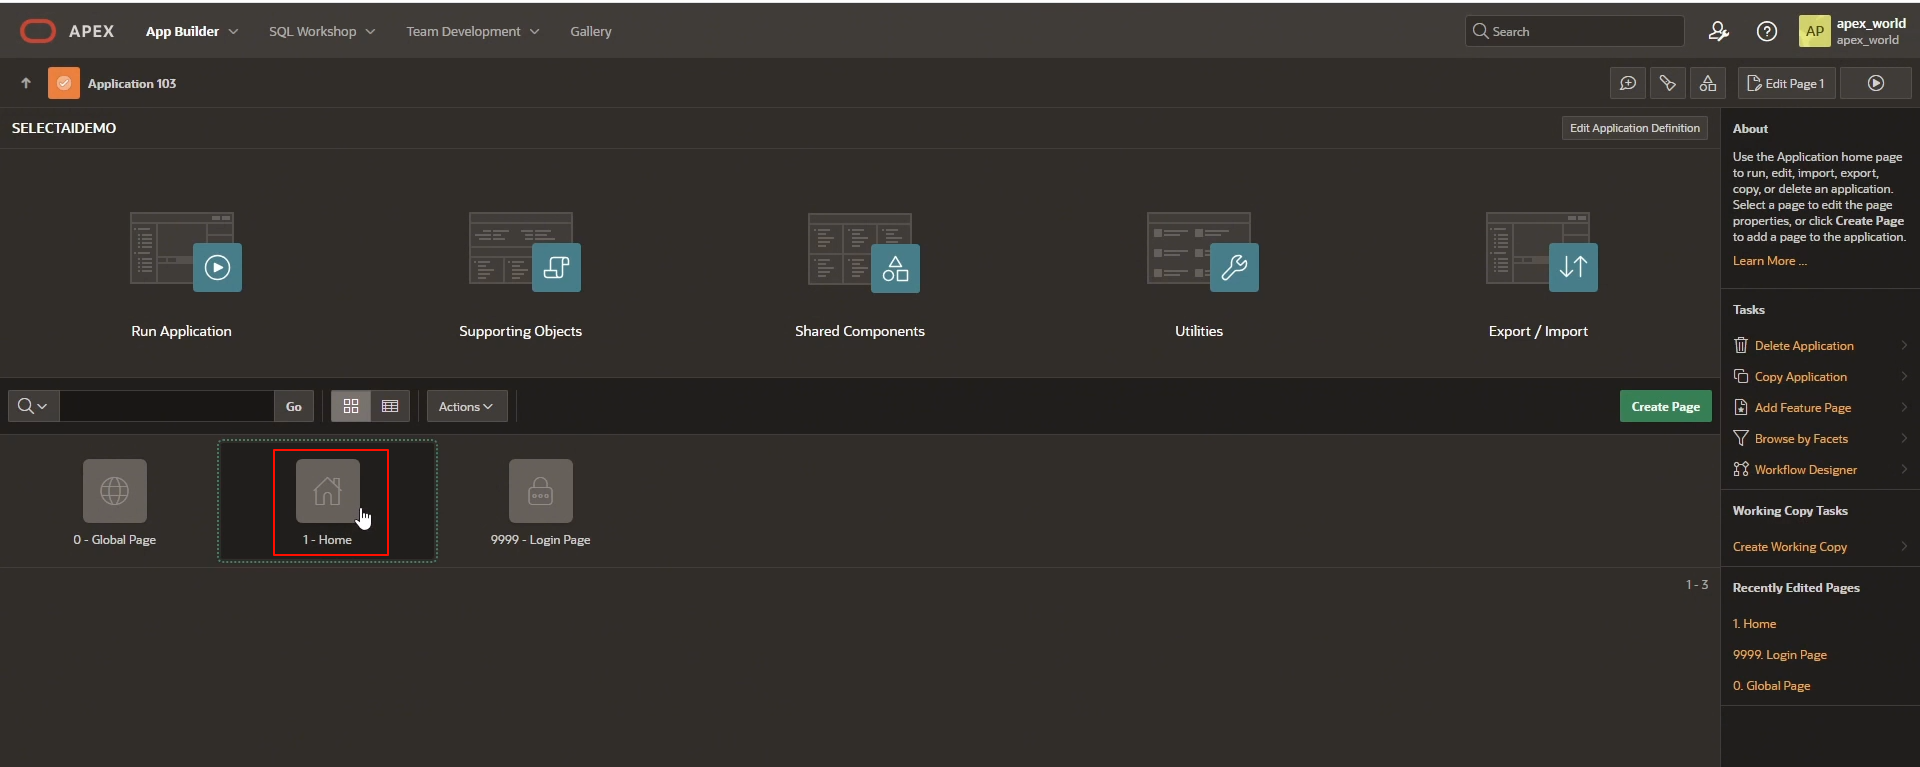 APEX App Builder SQL Workshop Team Development Gallery Search AP apex_world
apex_world
Application 103 Edit Page 1
SELECTAIDEMO Edit Application Definition
Run Application Supporting Objects Shared Components Utilities Export / Import
Go Actions Create Page
0 - Global Page 1 - Home 9999 - Login Page
1 - 3
About
Use the Application home page
to run, edit, import, export,
copy, or delete an application.
Select a page to edit the page
properties, or click Create Page
to add a page to the application.
Learn More ...
Tasks
Delete Application
Copy Application
Add Feature Page
Browse by Facets
Workflow Designer
Working Copy Tasks
Create Working Copy
Recently Edited Pages
1. Home
9999. Login Page
0. Global Page